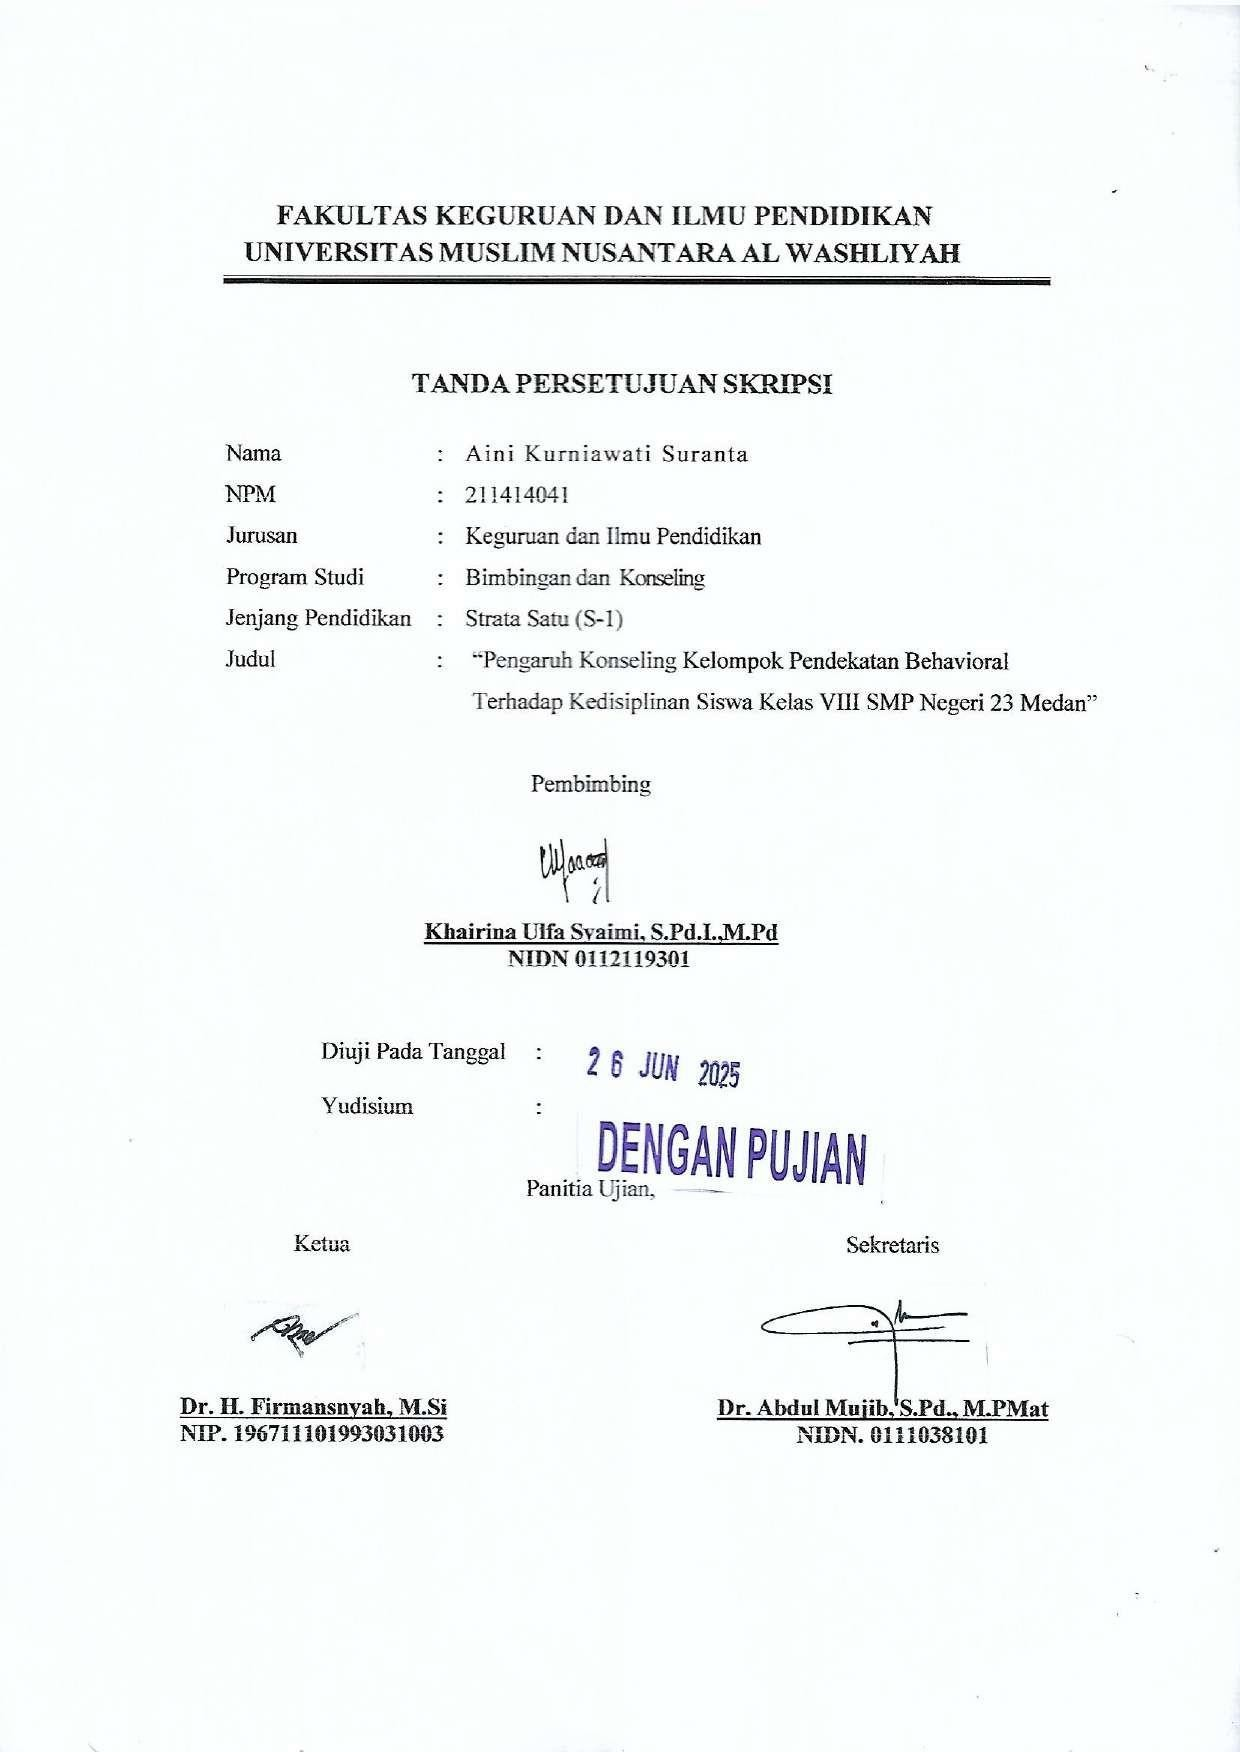 FAKULTAS KEGURUAN DAN ILMU PENDIDIKAN
UNIVERSITAS MUSLIM NUSANTARA AL WASHLIYAH
TANDA PERSETUJUAN SKRIPSI
Nama : Aini Kurniawati Suranta
NPM : 211414041
Jurusan : Keguruan dan Ilmu Pendidikan
Program Studi : Bimbingan dan Konseling
Jenjang Pendidikan : Strata Satu (S-1)
Judul : “Pengaruh Konseling Kelompok Pendekatan Behavioral
Terhadap Kedisiplinan Siswa Kelas VIII SMP Negeri 23 Medan”
Pembimbing
Khairina Ulfa Syaimi, S.Pd.I.,M.Pd
NIDN 0112119301
Diuji Pada Tanggal : 26 JUN 2025
Yudisium :
DENGAN PUJIAN
Panitia Ujian,
Ketua Sekretaris
Dr. H. Firmansnyah, M.Si Dr. Abdul Mujib, S.Pd., M.PMat
NIP. 196711101993031003 NIDN. 0111038101